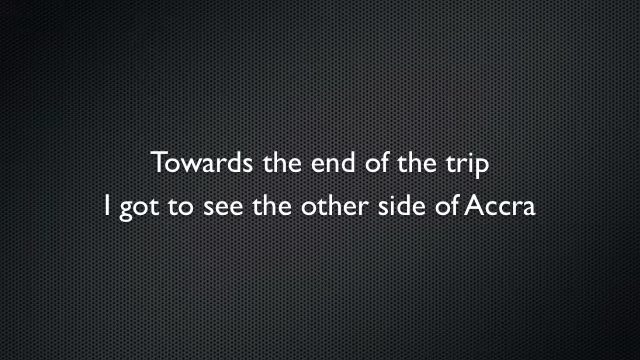 Towards the end of the trip
I got to see the other side of Accra